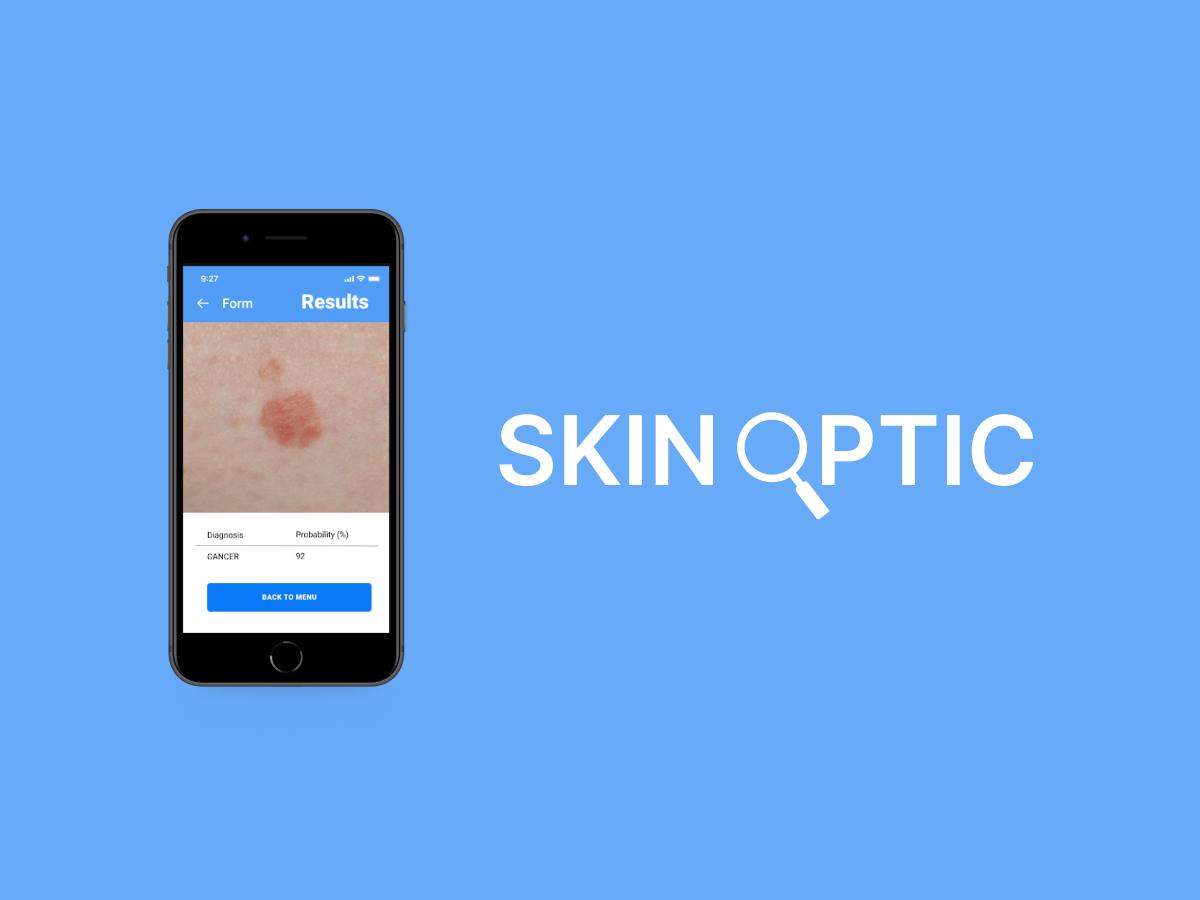 9:27
Form Results
Diagnosis Probability (%)
CANCER 92
BACK TO MENU
SKIN OPTIC